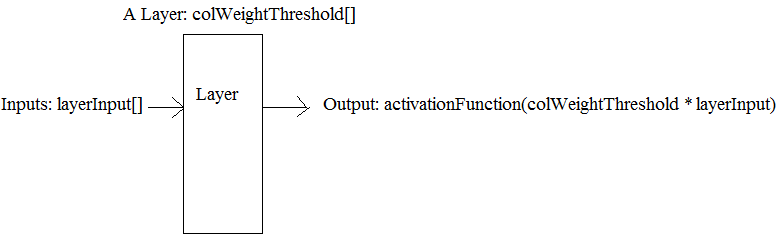 A Layer: colWeightThreshold[]
Layer
Inputs: layerInput[]
Output: activationFunction(colWeightThreshold * layerInput)